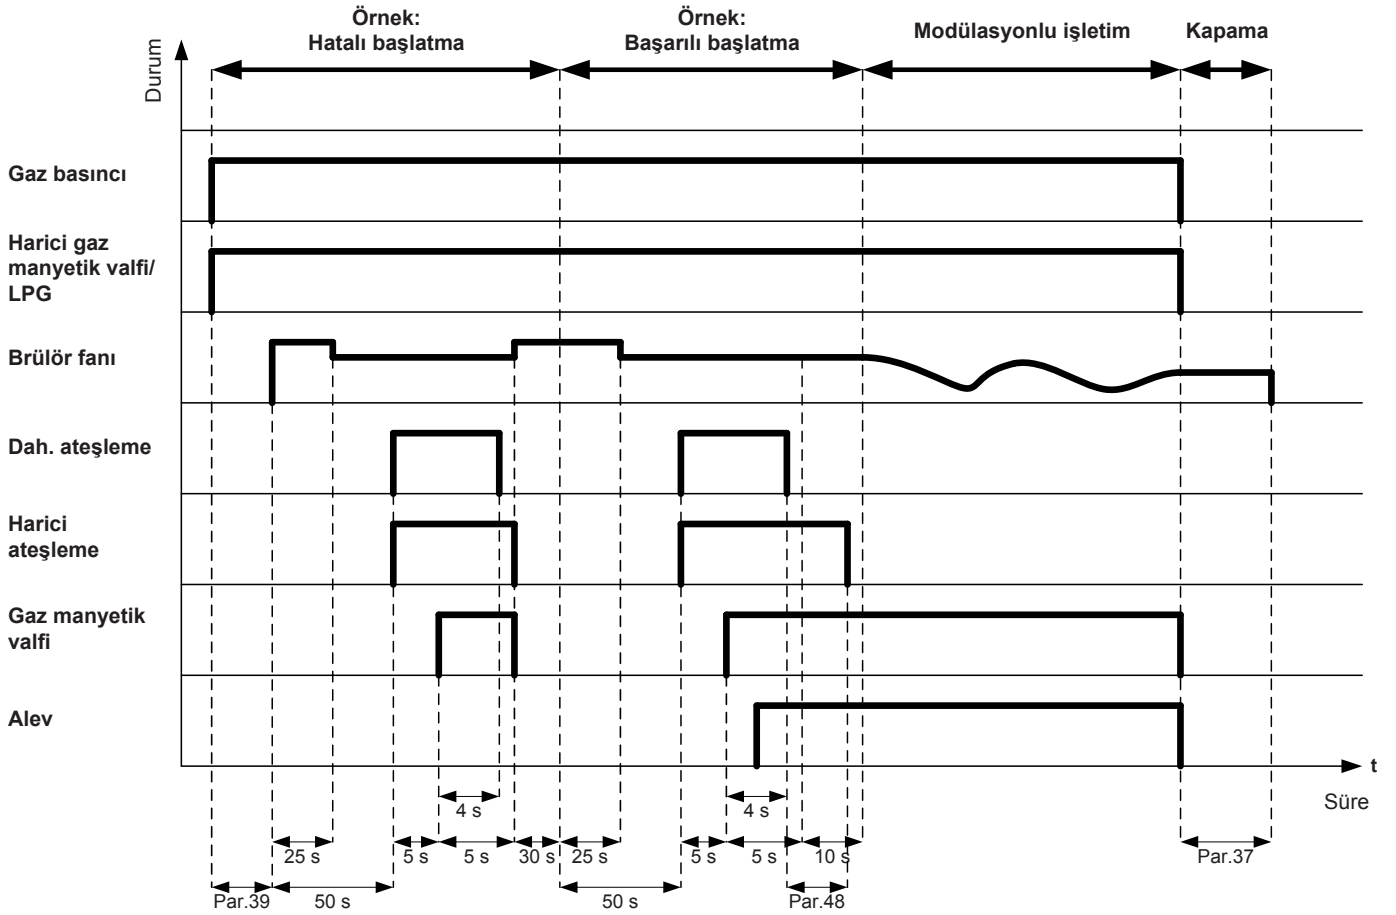 Örnek:
Hatalı başlatma
Örnek:
Başarılı başlatma
Modülasyonlu işletim
Kapama
Durum
Gaz basıncı
Harici gaz
manyetik valfi/
LPG
Brülör fanı
Dah. ateşleme
Harici
ateşleme
Gaz manyetik
valfi
Alev
t
Süre
4 s
4 s
25 s
5 s
5 s
30 s
25 s
5 s
5 s
10 s
Par.37
Par.39
50 s
50 s
Par.48